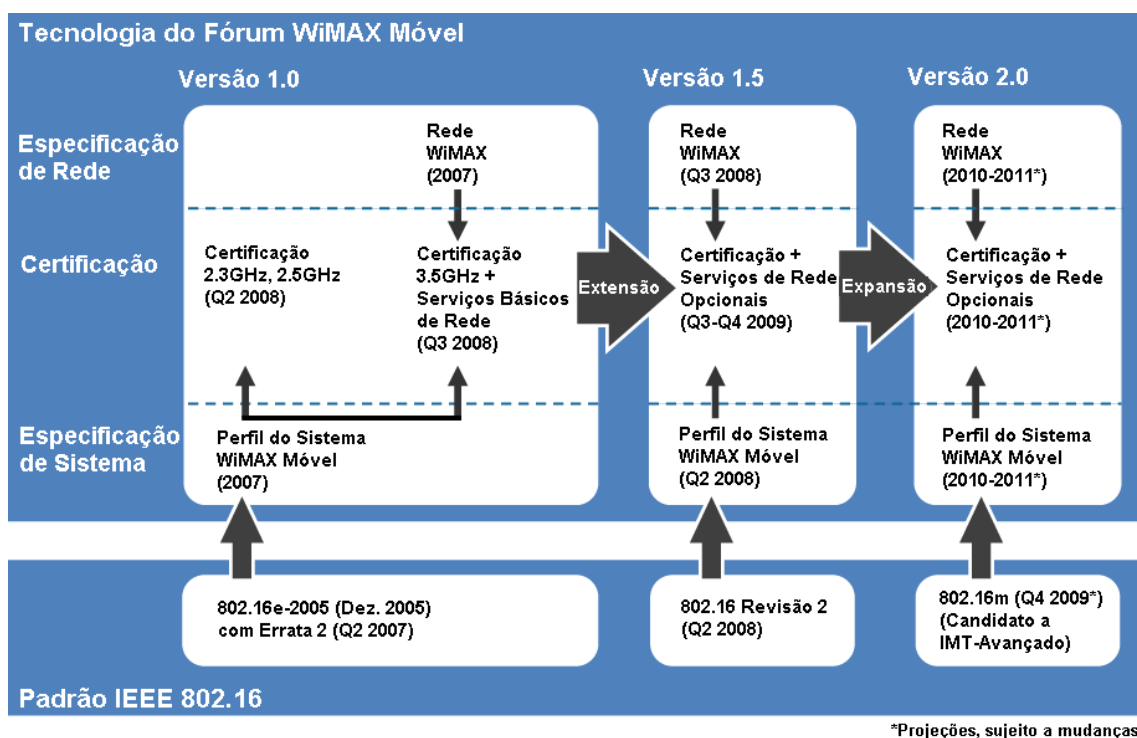 Tecnologia do Fórum WiMAX Móvel
Versão 1.0
Versão 1.5
Versão 2.0
Especificação
de Rede
Rede
WiMAX
(2007)
Rede
WiMAX
(Q3 2008)
Rede
WiMAX
(2010-2011*)
Certificação
Certificação
2.3GHz, 2.5GHz
(Q2 2008)
Certificação
3.5GHz +
Serviços Básicos
de Rede
(Q3 2008)
Extensão
Certificação +
Serviços de Rede
Opcionais
(Q3-Q4 2009)
Expansão
Certificação +
Serviços de Rede
Opcionais
(2010-2011*)
Especificação
de Sistema
Perfil do Sistema
WiMAX Móvel
(2007)
Perfil do Sistema
WiMAX Móvel
(Q2 2008)
Perfil do Sistema
WiMAX Móvel
(2010-2011*)
802.16e-2005 (Dez. 2005)
com Errata 2 (Q2 2007)
802.16 Revisão 2
(Q2 2008)
802.16m (Q4 2009*)
(Candidato a
IMT-Avançado)
Padrão IEEE 802.16
*Projeções, sujeito a mudanças